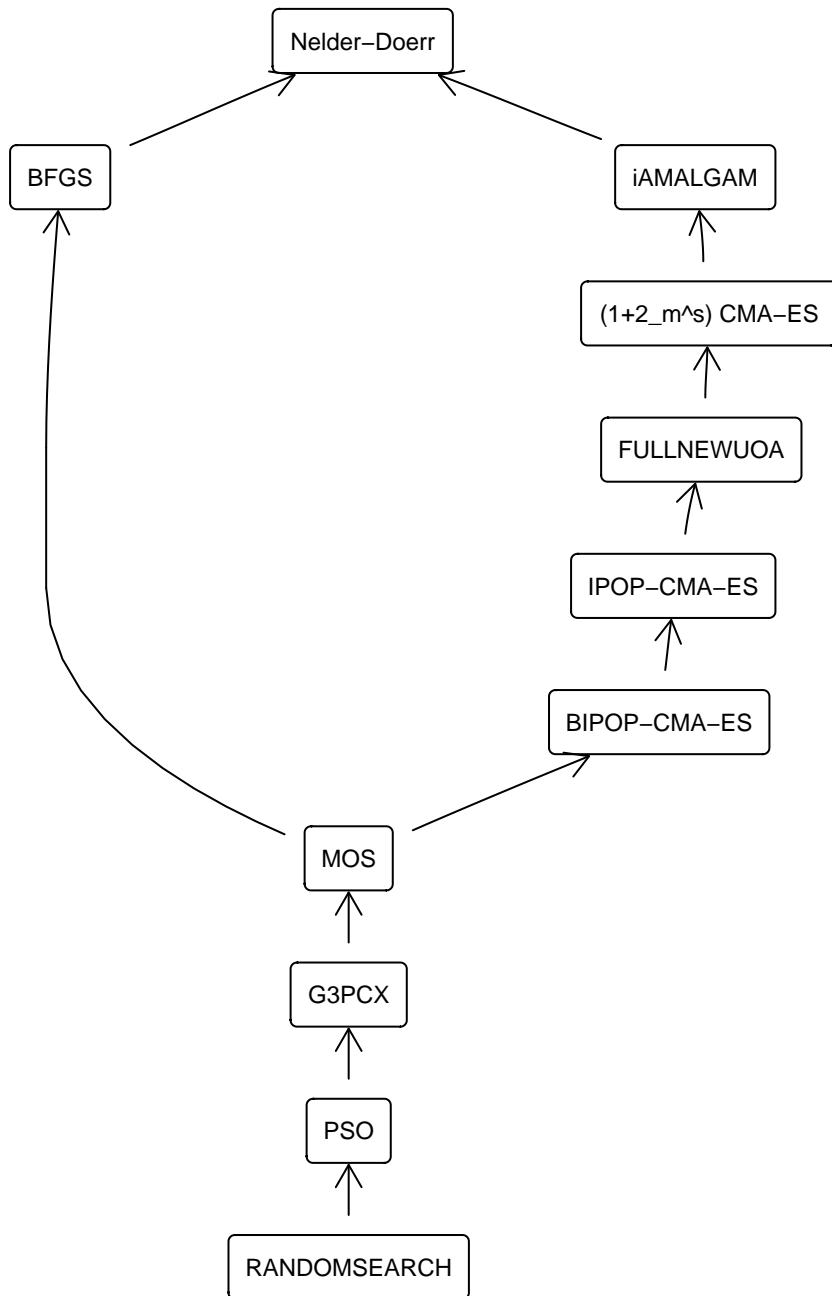 Nelder–Doerr
BFGS
iAMALGAM
(1+2_m^s) CMA–ES
FULLNEWUOA
IPOP–CMA–ES
BIPOP–CMA–ES
MOS
G3PCX
PSO
RANDOMSEARCH